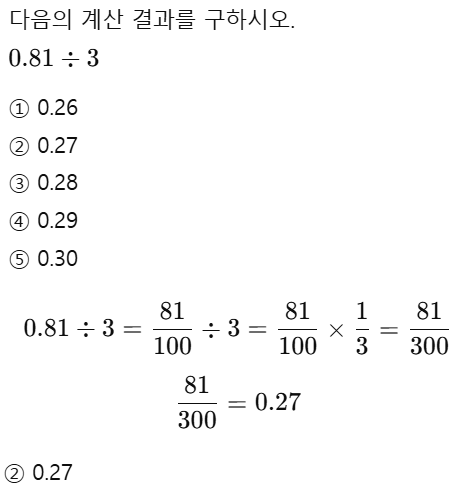 다음의 계산 결과를 구하시오.
0.81 ÷ 3
① 0.26
② 0.27
③ 0.28
④ 0.29
⑤ 0.30
0.81 ÷ 3 = 81/100 ÷ 3 = 81/100 × 1/3 = 81/300
81/300 = 0.27
② 0.27